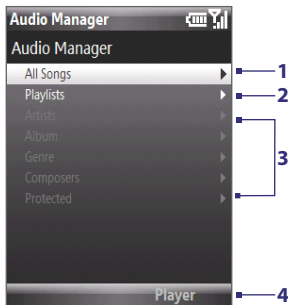 Audio Manager
Audio Manager
All Songs
1
Playlists
2
Artists
Album
3
Genre
Composers
Protected
Player
4